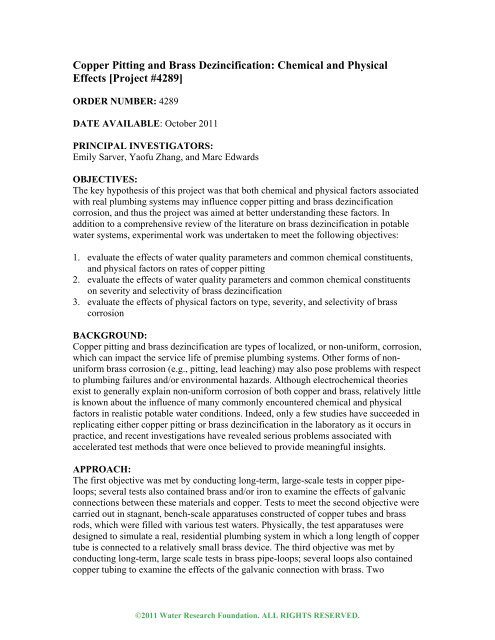 Copper Pitting and Brass Dezincification: Chemical and Physical
Effects [Project #4289]
ORDER NUMBER: 4289
DATE AVAILABLE: October 2011
PRINCIPAL INVESTIGATORS:
Emily Sarver, Yaofu Zhang, and Marc Edwards
OBJECTIVES:
The key hypothesis of this project was that both chemical and physical factors associated
with real plumbing systems may influence copper pitting and brass dezincification
corrosion, and thus the project was aimed at better understanding these factors. In
addition to a comprehensive review of the literature on brass dezincification in potable
water systems, experimental work was undertaken to meet the following objectives:
1. evaluate the effects of water quality parameters and common chemical constituents,
and physical factors on rates of copper pitting
2. evaluate the effects of water quality parameters and common chemical constituents
on severity and selectivity of brass dezincification
3. evaluate the effects of physical factors on type, severity, and selectivity of brass
corrosion
BACKGROUND:
Copper pitting and brass dezincification are types of localized, or non-uniform, corrosion,
which can impact the service life of premise plumbing systems. Other forms of non-
uniform brass corrosion (e.g., pitting, lead leaching) may also pose problems with respect
to plumbing failures and/or environmental hazards. Although electrochemical theories
exist to generally explain non-uniform corrosion of both copper and brass, relatively little
is known about the influence of many commonly encountered chemical and physical
factors in realistic potable water conditions. Indeed, only a few studies have succeeded in
replicating either copper pitting or brass dezincification in the laboratory as it occurs in
practice, and recent investigations have revealed serious problems associated with
accelerated test methods that were once believed to provide meaningful insights.
APPROACH:
The first objective was met by conducting long-term, large-scale tests in copper pipe-
loops; several tests also contained brass and/or iron to examine the effects of galvanic
connections between these materials and copper. Tests to meet the second objective were
carried out in stagnant, bench-scale apparatuses constructed of copper tubes and brass
rods, which were filled with various test waters. Physically, the test apparatuses were
designed to simulate a real, residential plumbing system in which a long length of copper
tube is connected to a relatively small brass device. The third objective was met by
conducting long-term, large scale tests in brass pipe-loops; several loops also contained
copper tubing to examine the effects of the galvanic connection with brass. Two
©2011 Water Research Foundation. ALL RIGHTS RESERVED.